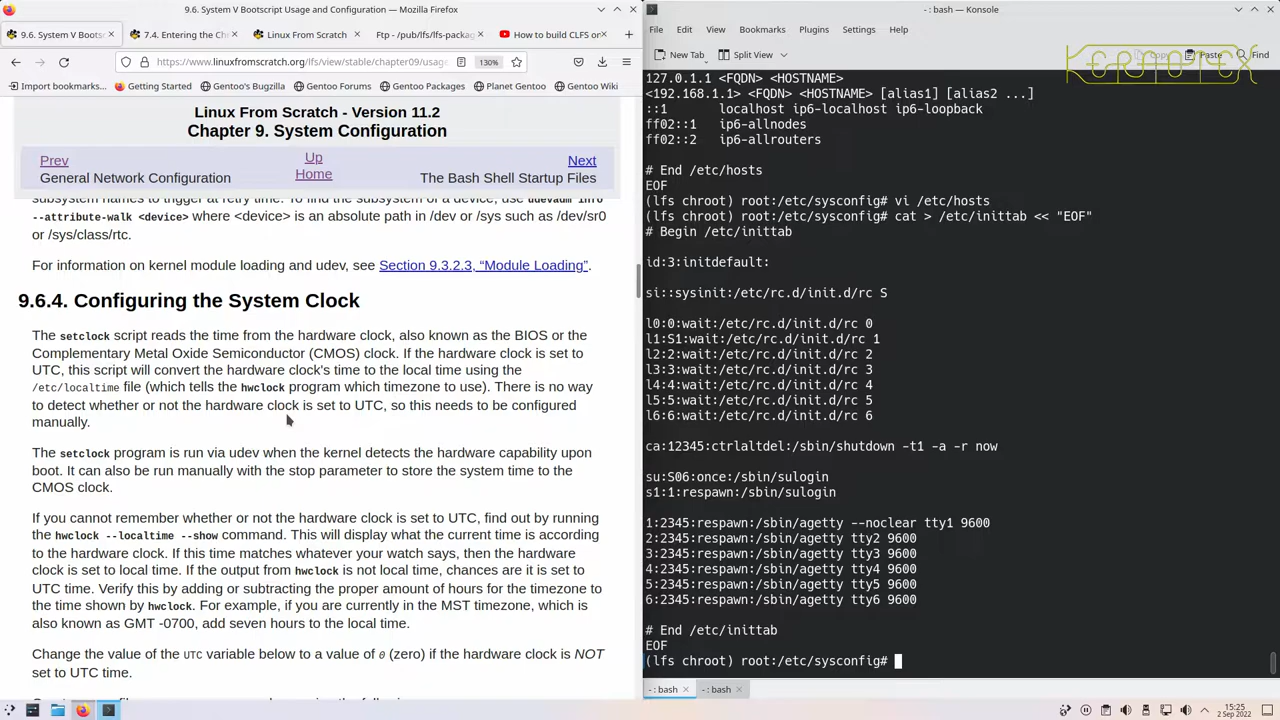 9.6. System V Bootscript Usage and Configuration — Mozilla Firefox
9.6. System V Boots
7.4. Entering the Ch
Linux From Scratch
Ftp - /pub/lfs/lfs-packag
How to build CLFS on
https://www.linuxfromscratch.org/lfs/view/stable/chapter09/usag
130%
Import bookmarks...
Getting Started
Gentoo's Bugzilla
Gentoo Forums
Gentoo Packages
Gentoo Wiki
Linux From Scratch - Version 11.2
Chapter 9. System Configuration
Prev
Up
Next
General Network Configuration
Home
The Bash Shell Startup Files
subsystem names to trigger at retry time. To find the subsystem of a device, use udevadm info
--attribute-walk <device> where <device> is an absolute path in /dev or /sys such as /dev/sr0
or /sys/class/rtc.
For information on kernel module loading and udev, see Section 9.3.2.3, “Module Loading”.
9.6.4. Configuring the System Clock
The setclock script reads the time from the hardware clock, also known as the BIOS or the
Complementary Metal Oxide Semiconductor (CMOS) clock. If the hardware clock is set to
UTC, this script will convert the hardware clock's time to the local time using the
/etc/localtime file (which tells the hwclock program which timezone to use). There is no way
to detect whether or not the hardware clock is set to UTC, so this needs to be configured
manually.
The setclock program is run via udev when the kernel detects the hardware capability upon
boot. It can also be run manually with the stop parameter to store the system time to the
CMOS clock.
If you cannot remember whether or not the hardware clock is set to UTC, find out by running
the hwclock --localtime --show command. This will display what the current time is according
to the hardware clock. If this time matches whatever your watch says, then the hardware
clock is set to local time. If the output from hwclock is not local time, chances are it is set to
UTC time. Verify this by adding or subtracting the proper amount of hours for the timezone to
the time shown by hwclock. For example, if you are currently in the MST timezone, which is
also known as GMT -0700, add seven hours to the local time.
Change the value of the UTC variable below to a value of 0 (zero) if the hardware clock is NOT
set to UTC time.
- : bash — Konsole
File Edit View Bookmarks Plugins Settings Help
New Tab
Split View
Copy
Paste
Find
KERNOTEX
127.0.1.1 <FQDN> <HOSTNAME>
<192.168.1.1> <FQDN> <HOSTNAME> [alias1] [alias2 ...]
::1       localhost ip6-localhost ip6-loopback
ff02::1   ip6-allnodes
ff02::2   ip6-allrouters
# End /etc/hosts
EOF
(lfs chroot) root:/etc/sysconfig# vi /etc/hosts
(lfs chroot) root:/etc/sysconfig# cat > /etc/inittab << "EOF"
# Begin /etc/inittab
id:3:initdefault:
si::sysinit:/etc/rc.d/init.d/rc S
l0:0:wait:/etc/rc.d/init.d/rc 0
l1:S1:wait:/etc/rc.d/init.d/rc 1
l2:2:wait:/etc/rc.d/init.d/rc 2
l3:3:wait:/etc/rc.d/init.d/rc 3
l4:4:wait:/etc/rc.d/init.d/rc 4
l5:5:wait:/etc/rc.d/init.d/rc 5
l6:6:wait:/etc/rc.d/init.d/rc 6
ca:12345:ctrlaltdel:/sbin/shutdown -t1 -a -r now
su:S06:once:/sbin/sulogin
s1:1:respawn:/sbin/sulogin
1:2345:respawn:/sbin/agetty --noclear tty1 9600
2:2345:respawn:/sbin/agetty tty2 9600
3:2345:respawn:/sbin/agetty tty3 9600
4:2345:respawn:/sbin/agetty tty4 9600
5:2345:respawn:/sbin/agetty tty5 9600
6:2345:respawn:/sbin/agetty tty6 9600
# End /etc/inittab
EOF
(lfs chroot) root:/etc/sysconfig#
- : bash
- : bash
15:25
2 Sep 2022